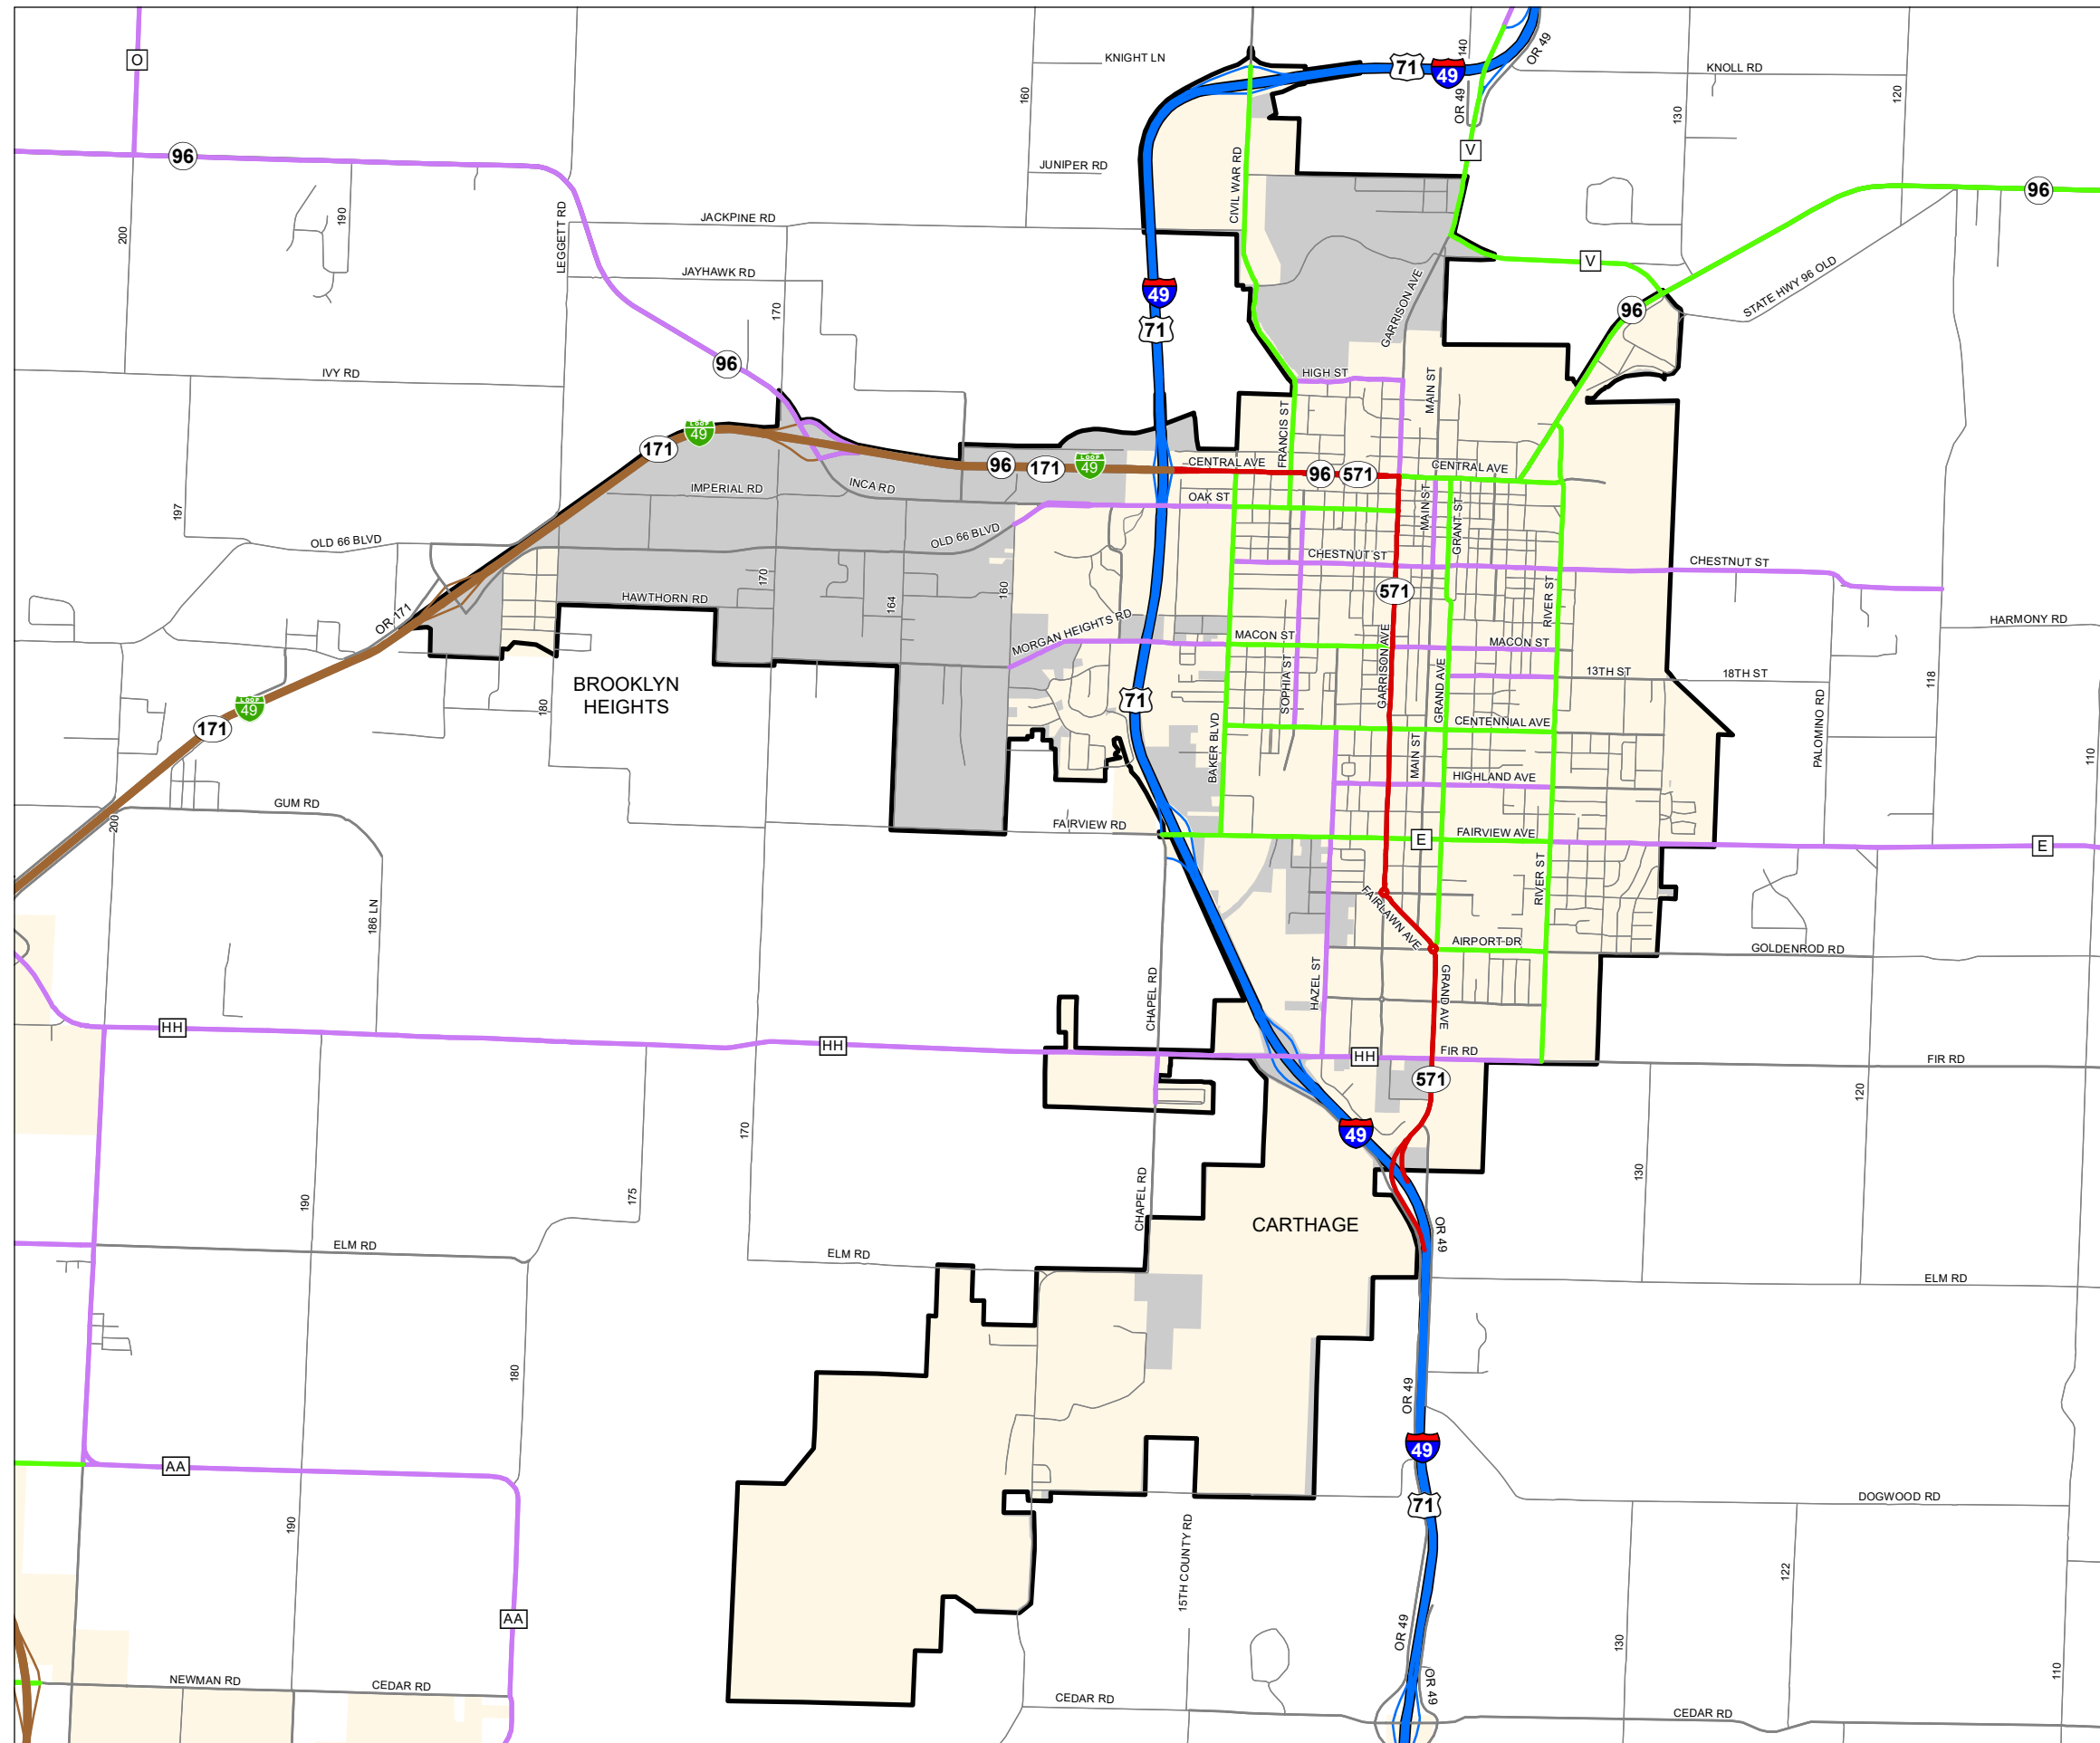 O
KNIGHT LN
71
49
140
OR 49
KNOLL RD
160
OR 49
130
120
96
JUNIPER RD
V
CIVIL WAR RD
190
96
200
LEGGETT RD
JACKPINE RD
JAYHAWK RD
V
STATE HWY 96 OLD
49
71
170
GARRISON AVE
96
96
IVY RD
HIGH ST
MAIN ST
FRANCIS ST
LOOP
49
171
CENTRAL AVE
CENTRAL AVE
96
171
LOOP
49
96
571
IMPERIAL RD
INCA RD
OAK ST
MAIN ST
GRANT ST
197
OLD 66 BLVD
OLD 66 BLVD
CHESTNUT ST
CHESTNUT ST
170
160
571
RIVER ST
HAWTHORN RD
164
OR 171
MORGAN HEIGHTS RD
MACON ST
MACON ST
HARMONY RD
GARRISON AVE
SOPHIA ST
GRAND AVE
13TH ST
18TH ST
118
BROOKLYN
HEIGHTS
180
71
LOOP
49
171
CENTENNIAL AVE
PALOMINO RD
BAKER BLVD
MAIN ST
110
HIGHLAND AVE
GUM RD
200
FAIRVIEW RD
E
FAIRVIEW AVE
E
RIVER ST
186 LN
FAIRLAWN AVE
AIRPORT DR
GOLDENROD RD
CHAPEL RD
HAZEL ST
GRAND AVE
HH
HH
HH
FIR RD
FIR RD
571
120
170
49
130
190
175
CHAPEL RD
CARTHAGE
OR 49
ELM RD
ELM RD
ELM RD
180
OR 49
49
AA
71
DOGWOOD RD
190
15TH COUNTY RD
122
AA
OR 49
130
110
NEWMAN RD
CEDAR RD
CEDAR RD
OR 49
CEDAR RD